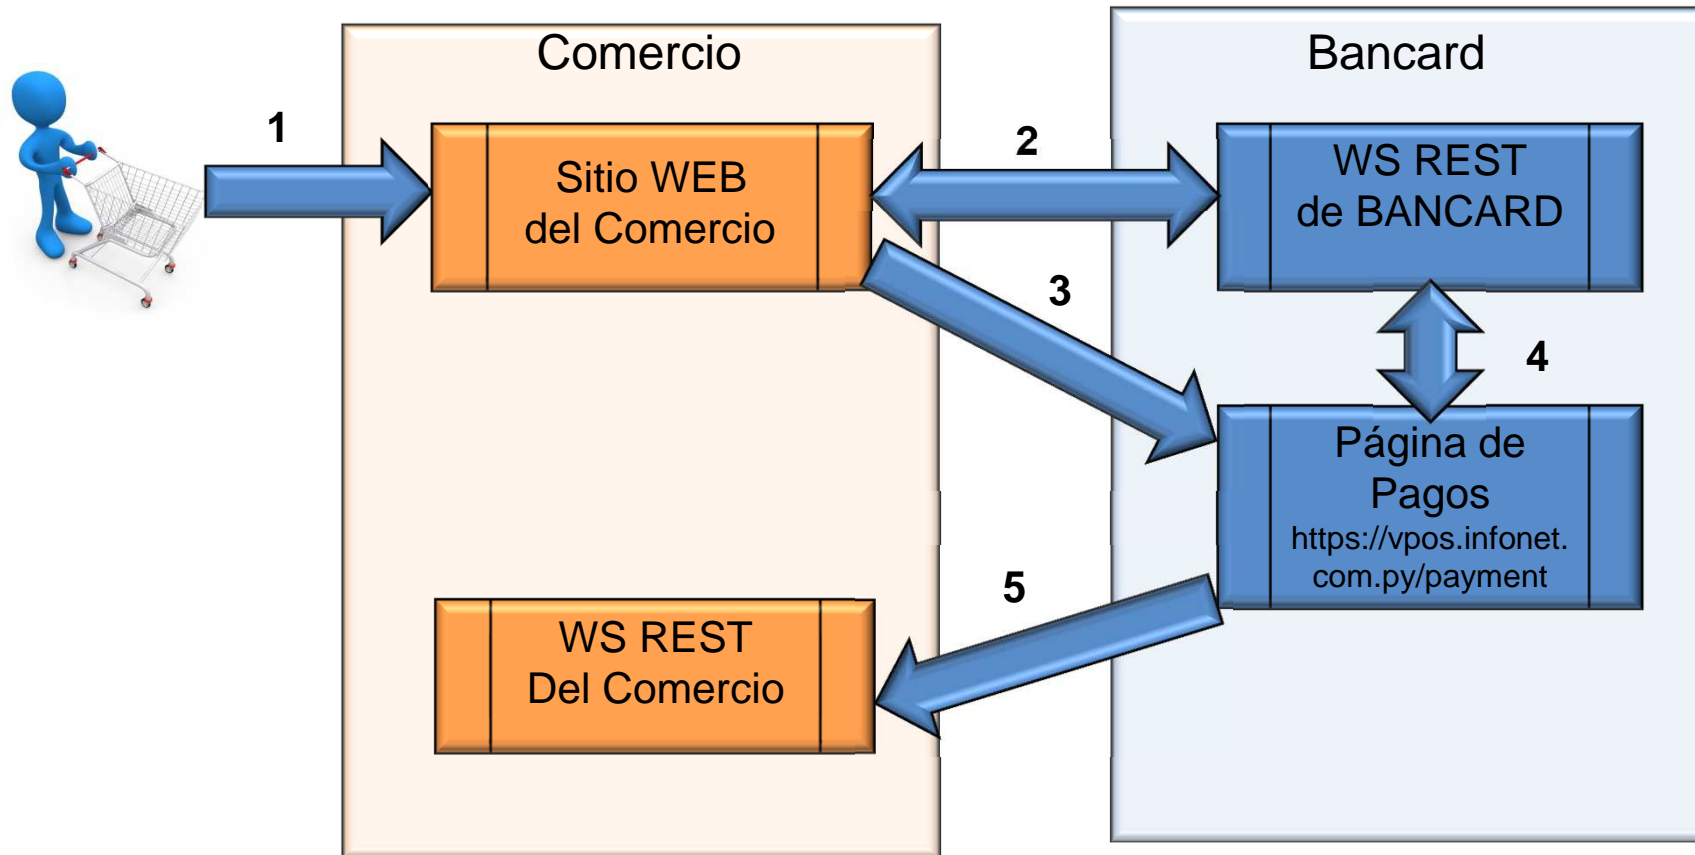 Comercio
Bancard
1
Sitio WEB
del Comercio
2
WS REST
de BANCARD
3
4
Página de
Pagos
https://vpos.infonet.
com.py/payment
5
WS REST
Del Comercio